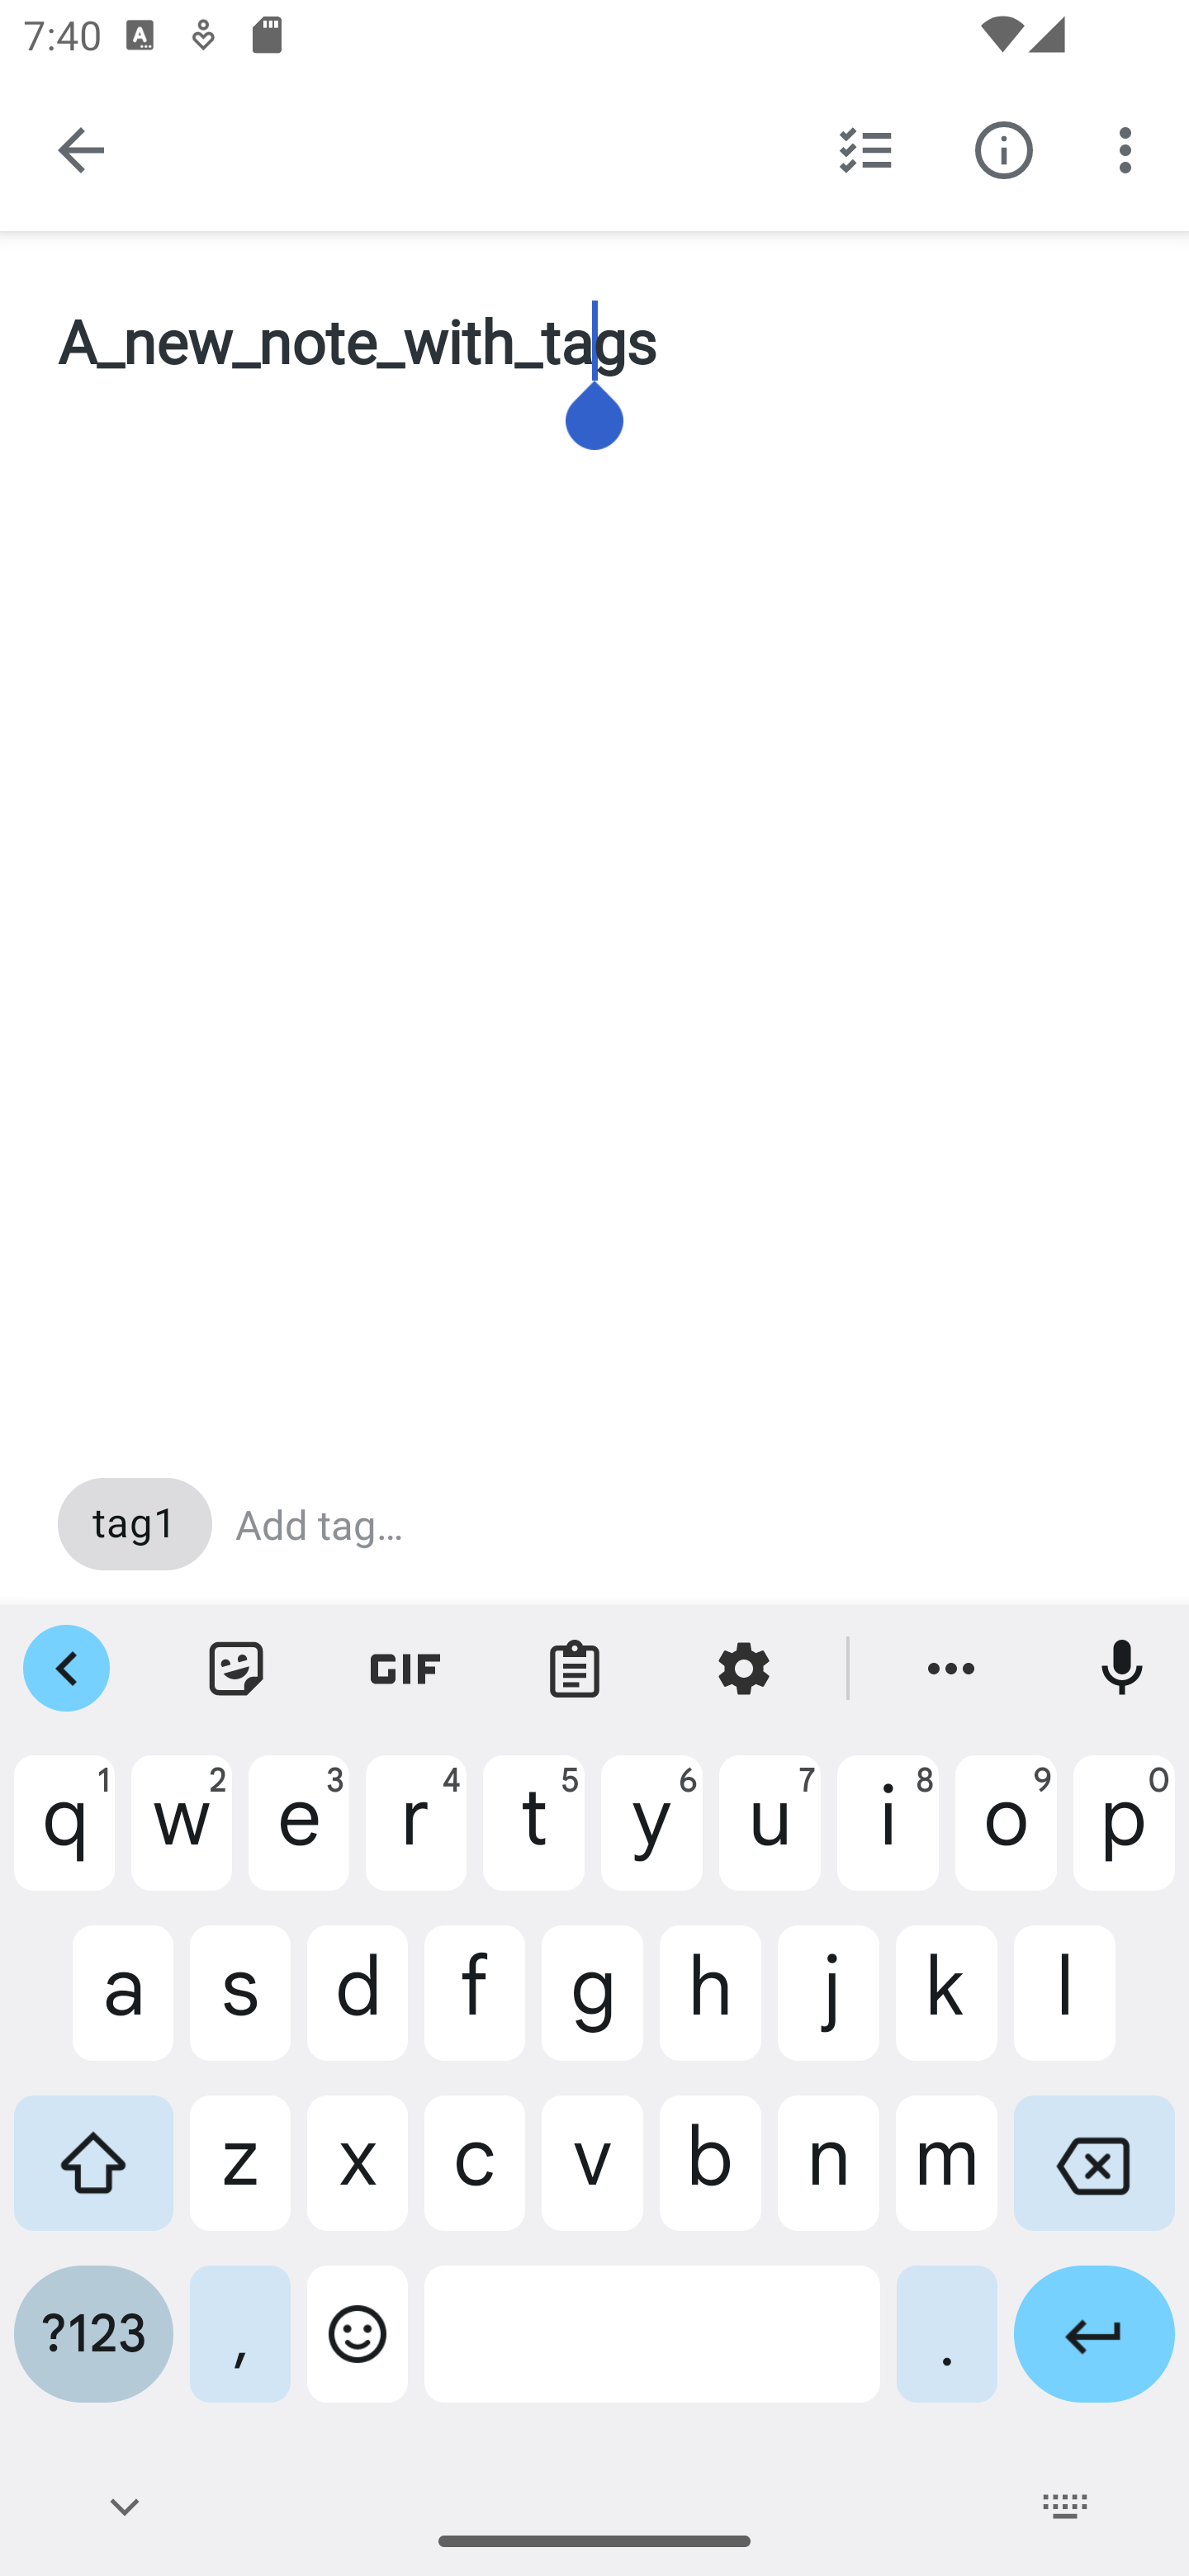 7:40
A_new_note_with_tags
tag1 Add tag...
GIF
q1 w2 e3 r4 t5 y6 u7 i8 o9 p0
a s d f g h j k l
z x c v b n m
?123 , .